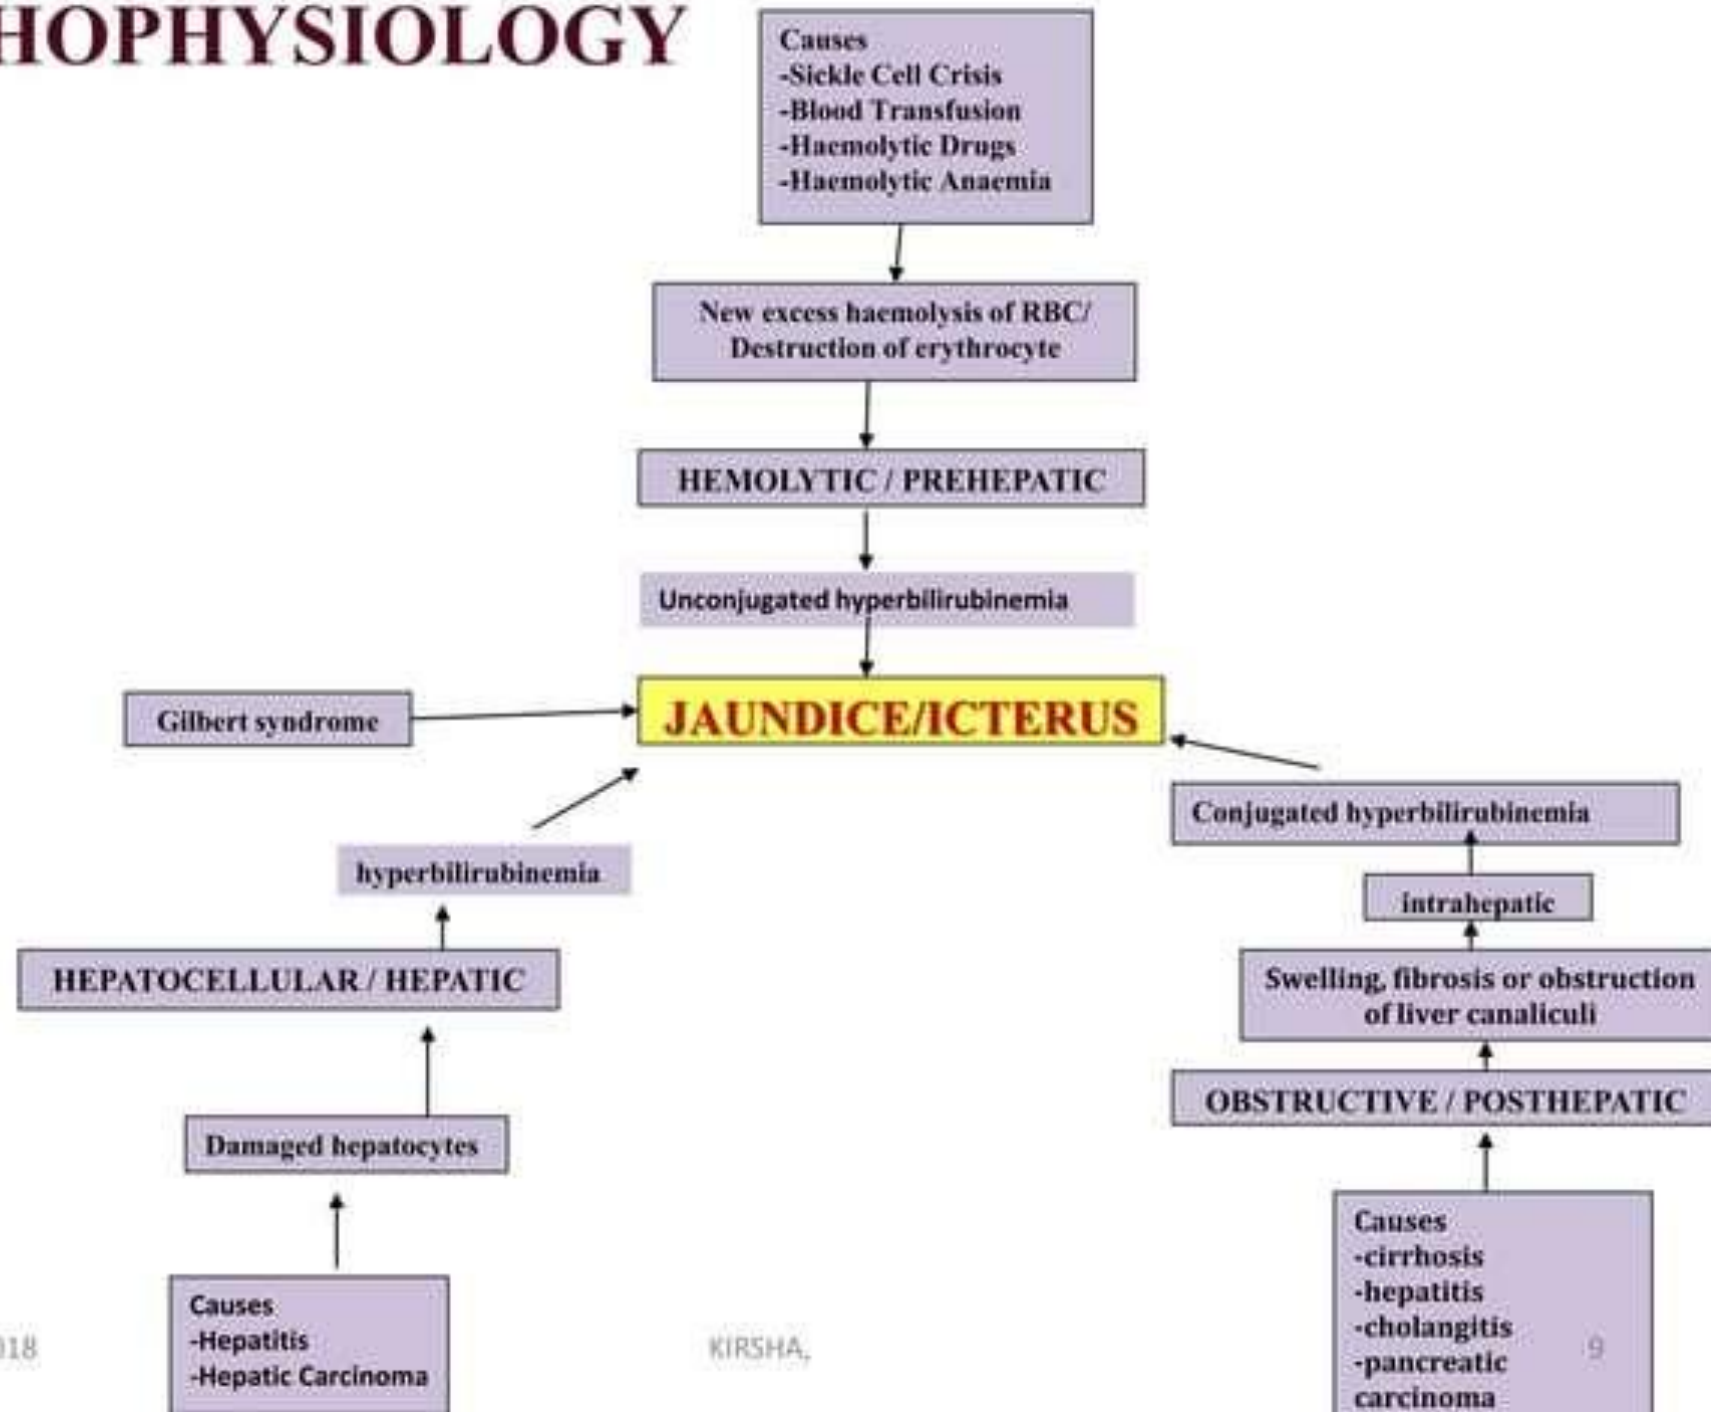 HOPHYSIOLOGY
Causes
-Sickle Cell Crisis
-Blood Transfusion
-Haemolytic Drugs
-Haemolytic Anaemia
New excess haemolysis of RBC/
Destruction of erythrocyte
HEMOLYTIC / PREHEPATIC
Unconjugated hyperbilirubinemia
Gilbert syndrome
JAUNDICE/ICTERUS
Conjugated hyperbilirubinemia
hyperbilirubinemia
intrahepatic
HEPATOCELLULAR / HEPATIC
Swelling, fibrosis or obstruction
of liver canaliculi
OBSTRUCTIVE / POSTHEPATIC
Damaged hepatocytes
Causes
-Hepatitis
-Hepatic Carcinoma
Causes
-cirrhosis
-hepatitis
-cholangitis
-pancreatic
carcinoma
018
KIRSHA,
9